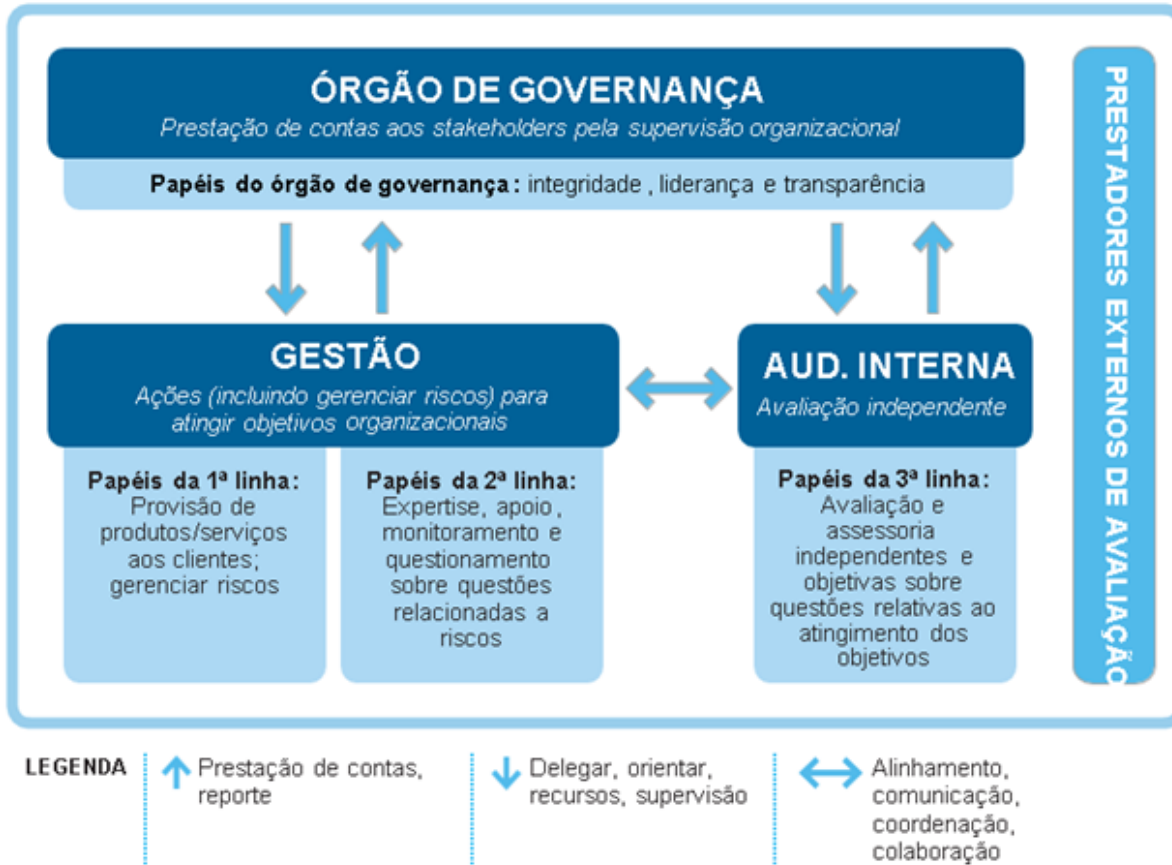 ÓRGÃO DE GOVERNANÇA
Prestação de contas aos stakeholders pela supervisão organizacional
Papéis do órgão de governança: integridade, liderança e transparência
GESTÃO
Ações (incluindo gerenciar riscos) para
atingir objetivos organizacionais
Papéis da 1ª linha:
Provisão de
produtos/serviços
aos clientes;
gerenciar riscos
Papéis da 2ª linha:
Expertise, apoio,
monitoramento e
questionamento
sobre questões
relacionadas a
riscos
AUD. INTERNA
Avaliação independente
Papéis da 3ª linha:
Avaliação e
assessoria
independentes e
objetivas sobre
questões relativas ao
atingimento dos
objetivos
PRESTADORES EXTERNOS DE AVALIAÇÃO
LEGENDA
Prestação de contas,
reporte
Delegar, orientar,
recursos, supervisão
Alinhamento,
comunicação,
coordenação,
colaboração